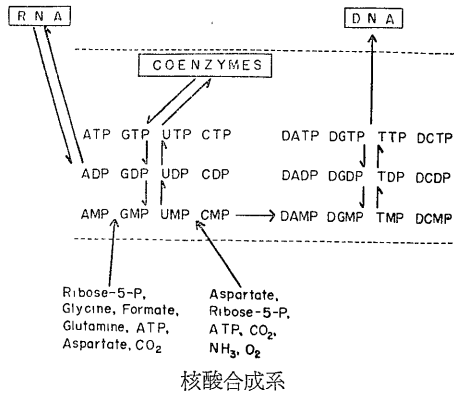 RNA
DNA
COENZYMES
ATP GTP UTP CTP
DATP DGTP TTP DCTP
ADP GDP UDP CDP
DADP DGDP TDP DCDP
AMP GMP UMP CMP
DAMP DGMP TMP DCMP
Ribose-5-P,
Glycine, Formate,
Glutamine, ATP,
Aspartate, CO2
Aspartate,
Ribose-5-P,
ATP, CO2,
NH3, O2
核酸合成系